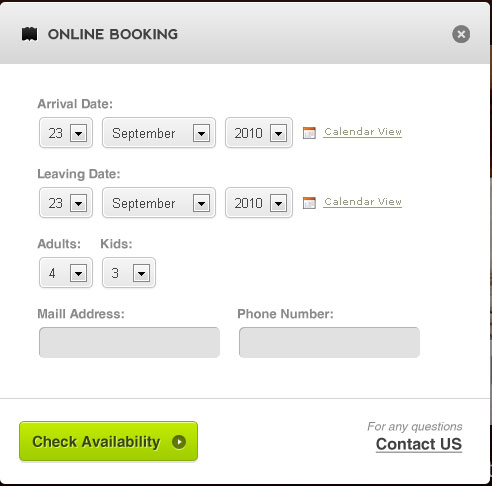 ONLINE BOOKING
Arrival Date:
23 September 2010 Calendar View
Leaving Date:
23 September 2010 Calendar View
Adults: Kids:
4 3
Maill Address: Phone Number:
For any questions
Check Availability Contact US